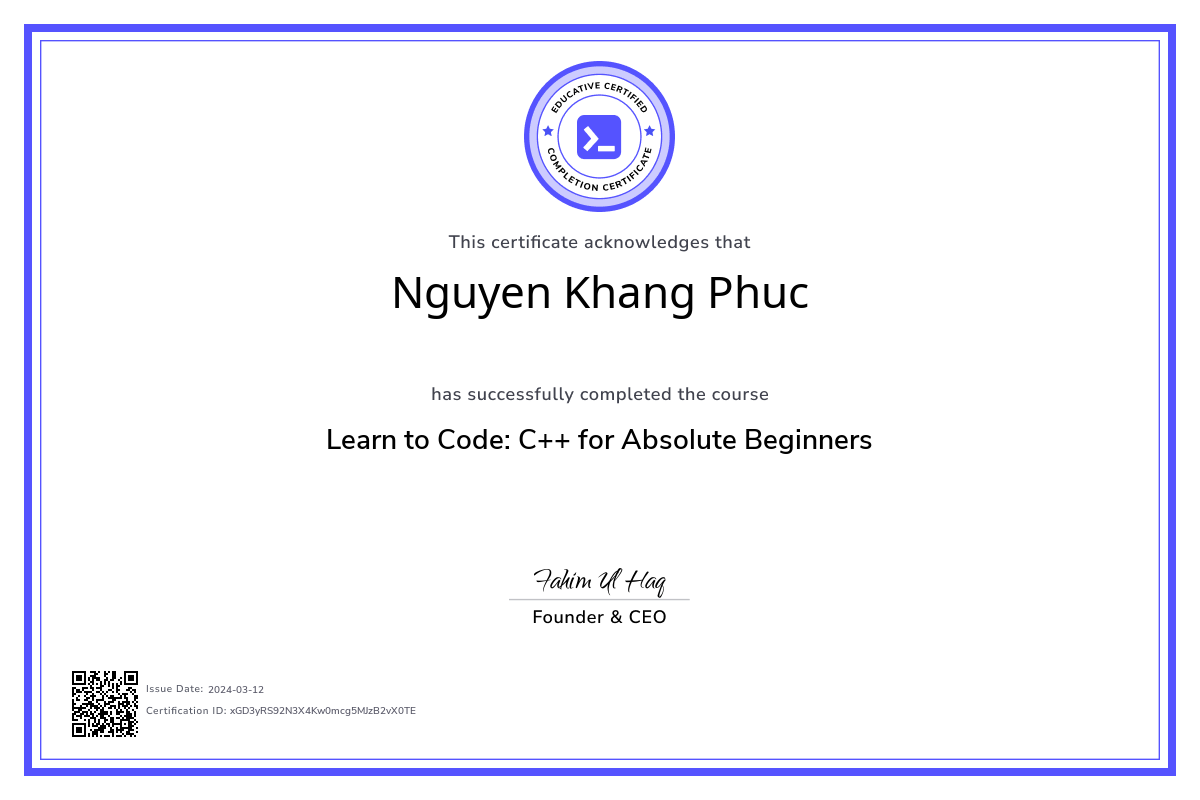 EDUCATIVE CERTIFIED
COMPLETION CERTIFICATE
This certificate acknowledges that
Nguyen Khang Phuc
has successfully completed the course
Learn to Code: C++ for Absolute Beginners
Fahim Ul Haq
Founder & CEO
Issue Date: 2024-03-12
Certification ID: xGD3yRS92N3X4Kw0mcg5MJzB2vX0TE